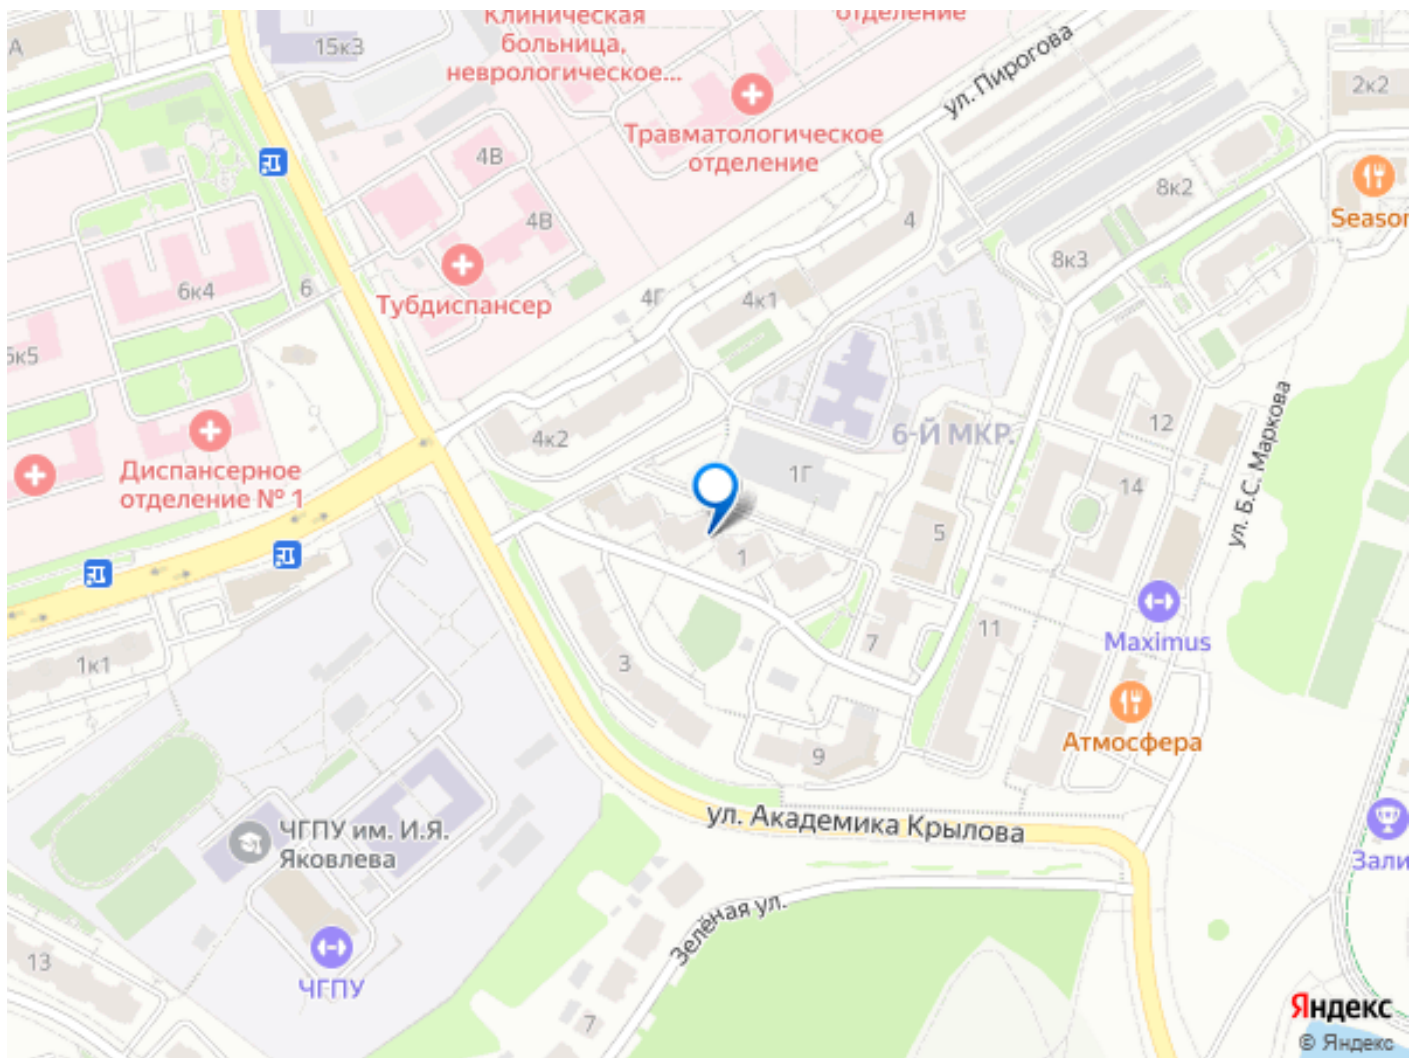 А
15к3
Клиническая
больница,
неврологическое...
отделение
Травматологическое
отделение
ул. Пирогова
2к2
4В
4В
8к2
Season
6к4
6
Тубдиспансер
4Г
4
4к1
8к3
5к5
Диспансерное
отделение № 1
4к2
6-Й МКР.
1Г
12
14
ул. Б.С. Маркова
1
5
1к1
3
7
11
Maximus
9
Атмосфера
ЧГПУ им. И.Я.
Яковлева
ул. Академика Крылова
Зали
Зелёная ул.
13
ЧГПУ
7
Яндекс
© Яндекс